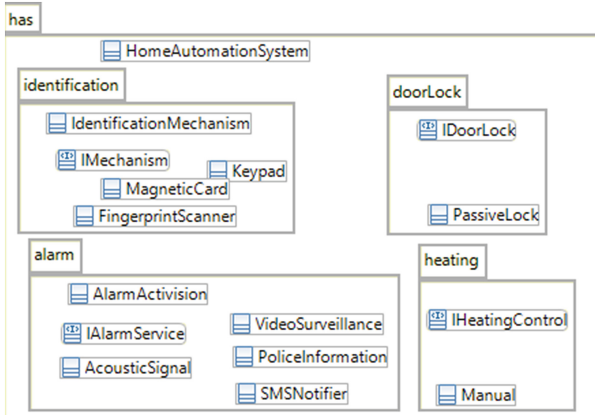 has
HomeAutomationSystem
identification
IdentificationMechanism
IMechanism
Keypad
MagneticCard
FingerprintScanner
doorLock
IDoorLock
PassiveLock
alarm
AlarmActivision
IAlarmService
VideoSurveillance
AcousticSignal
PoliceInformation
SMSNotifier
heating
IHeatingControl
Manual